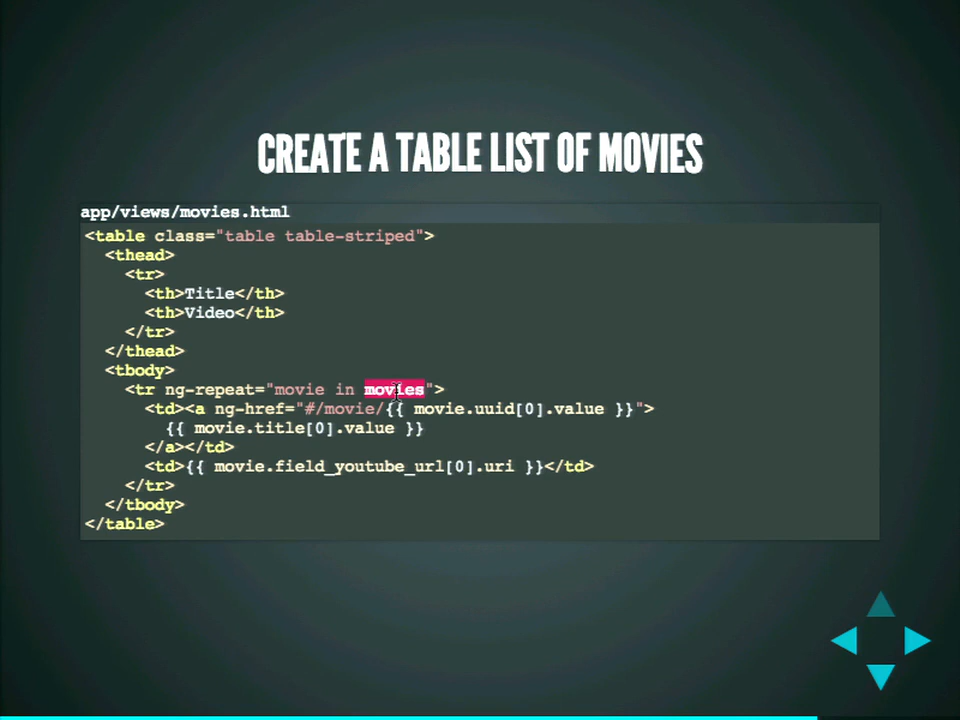 CREATE A TABLE LIST OF MOVIES
app/views/movies.html
<table class="table table-striped">
  <thead>
    <tr>
      <th>Title</th>
      <th>Video</th>
    </tr>
  </thead>
  <tbody>
    <tr ng-repeat="movie in movies">
      <td><a ng-href="#/movie/{{ movie.uuid[0].value }}">
        {{ movie.title[0].value }}
      </a></td>
      <td>{{ movie.field_youtube_url[0].uri }}</td>
    </tr>
  </tbody>
</table>